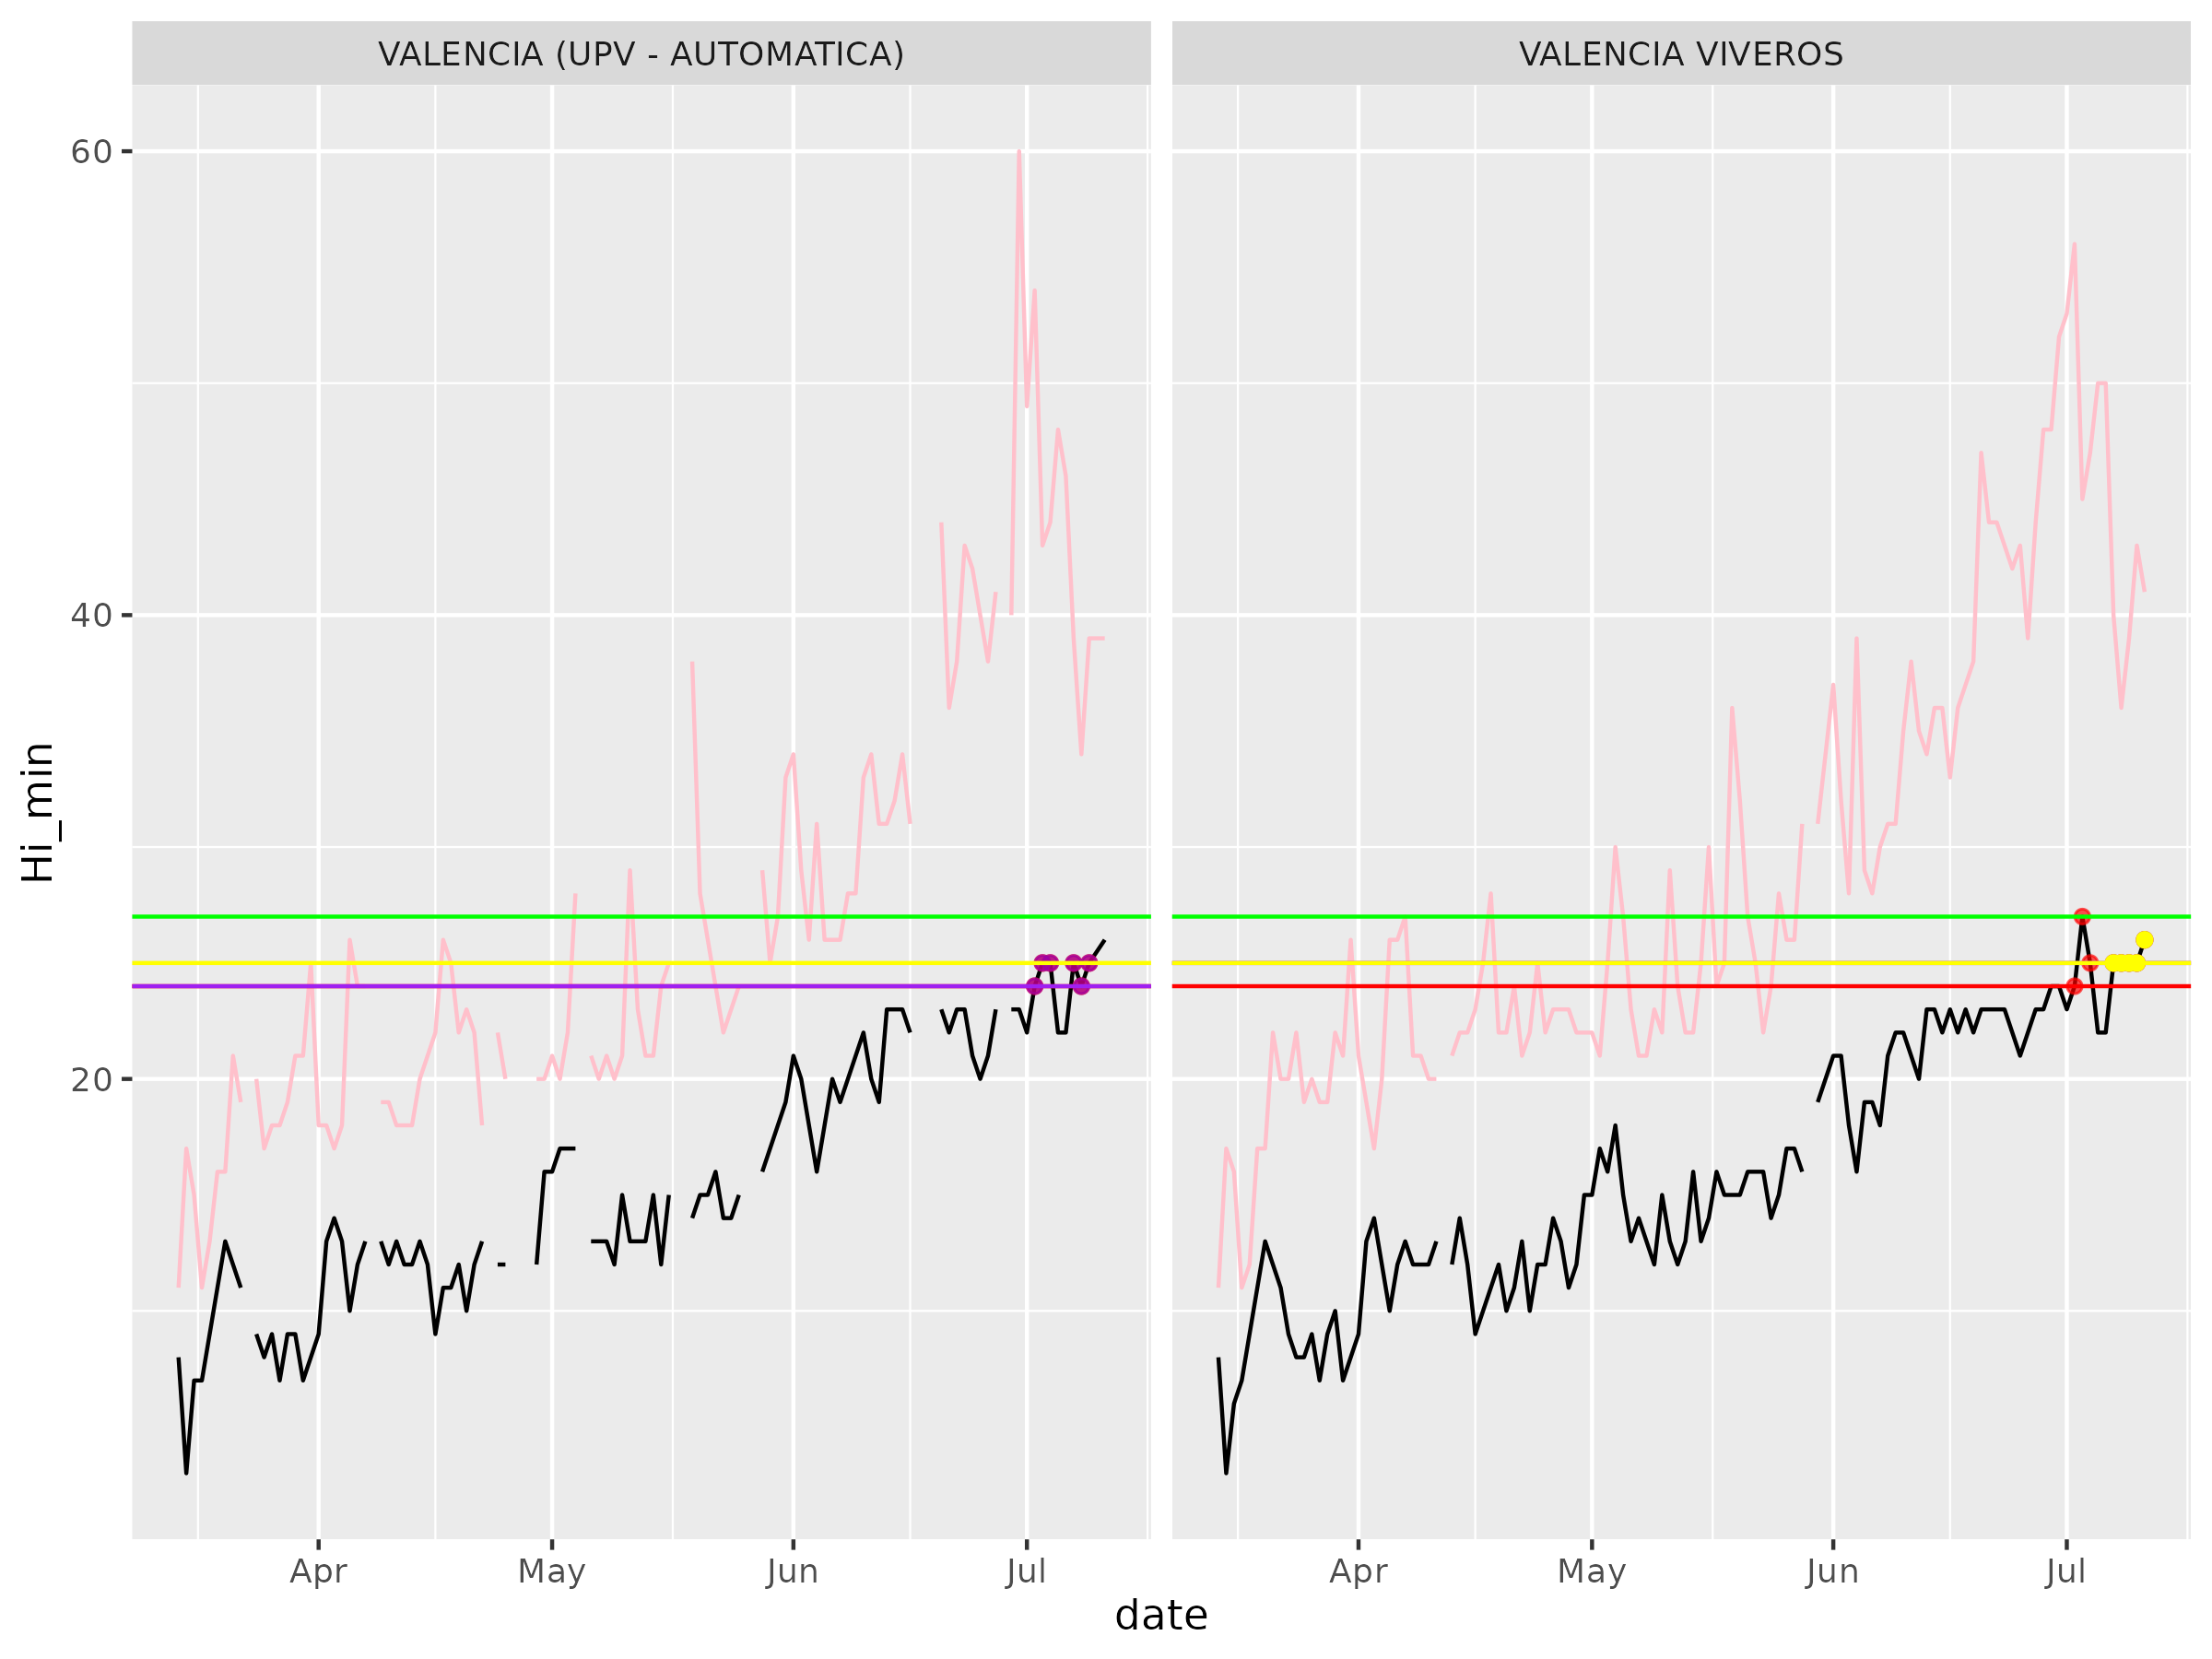 VALENCIA (UPV - AUTOMATICA)
VALENCIA VIVEROS
60
40
20
Hi_min
Apr
May
Jun
Jul
Apr
May
Jun
Jul
date